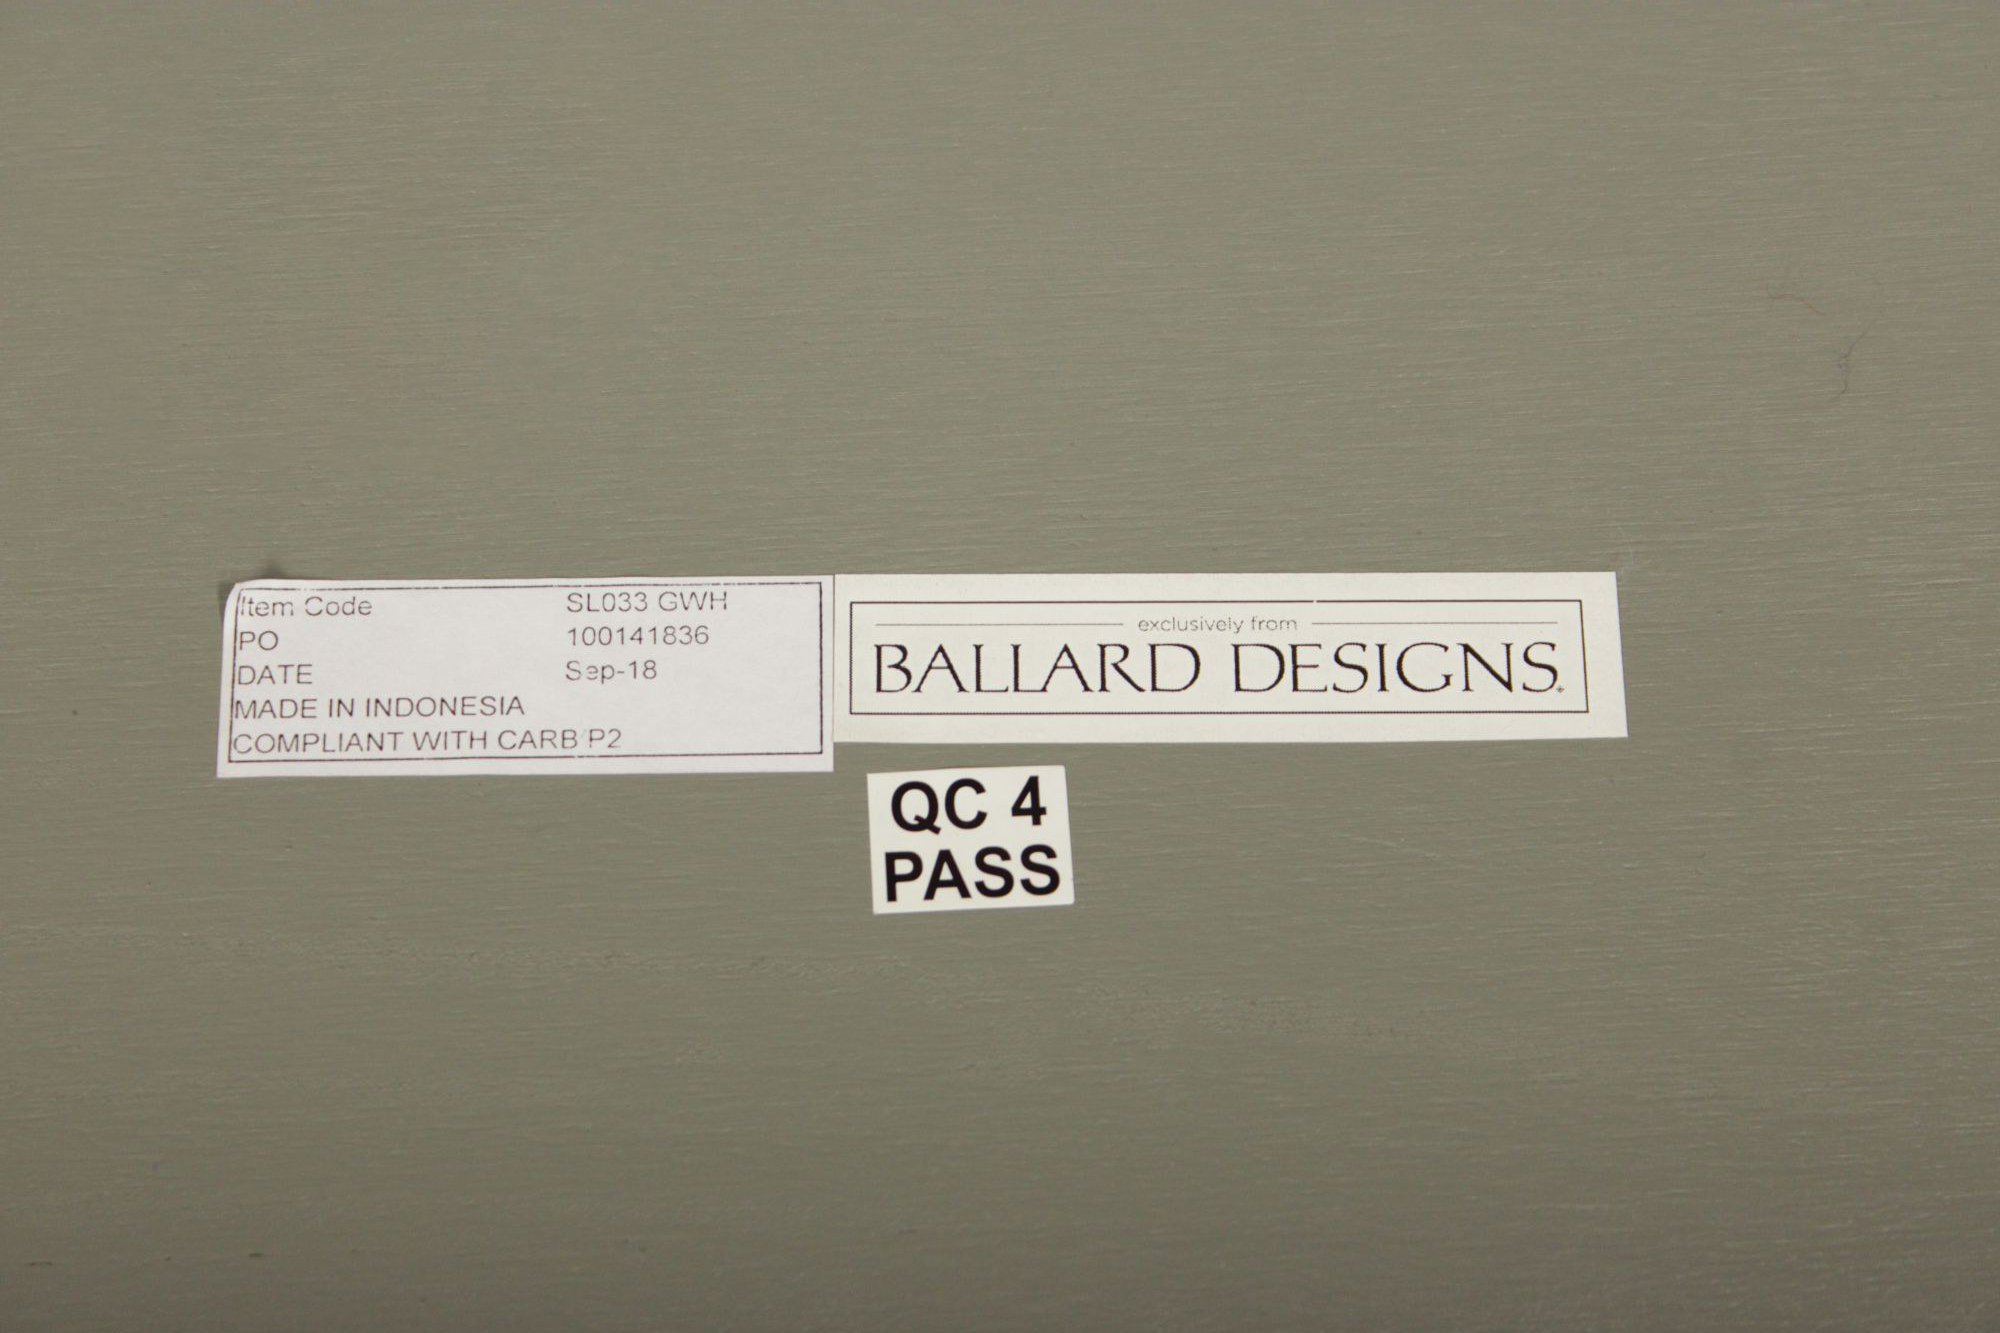 Item Code SL033 GWH
PO 100141836
DATE Sep-18
MADE IN INDONESIA
COMPLIANT WITH CARB P2
exclusively from
BALLARD DESIGNS
QC 4
PASS